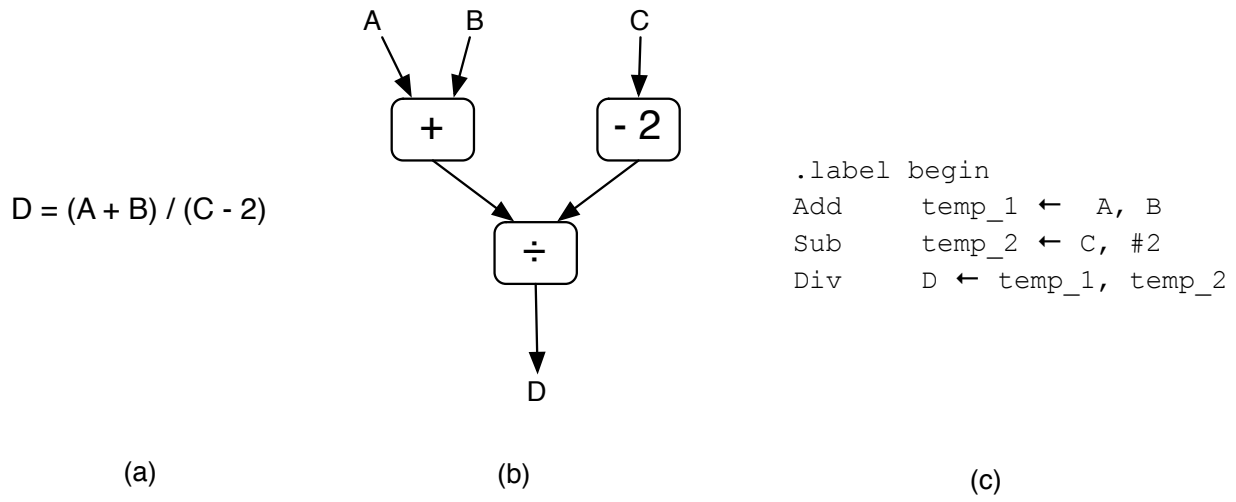 D = (A + B) / (C - 2)
(a)
A B C
+ - 2
÷
D
(b)
.label begin
Add temp_1 ← A, B
Sub temp_2 ← C, #2
Div D ← temp_1, temp_2
(c)